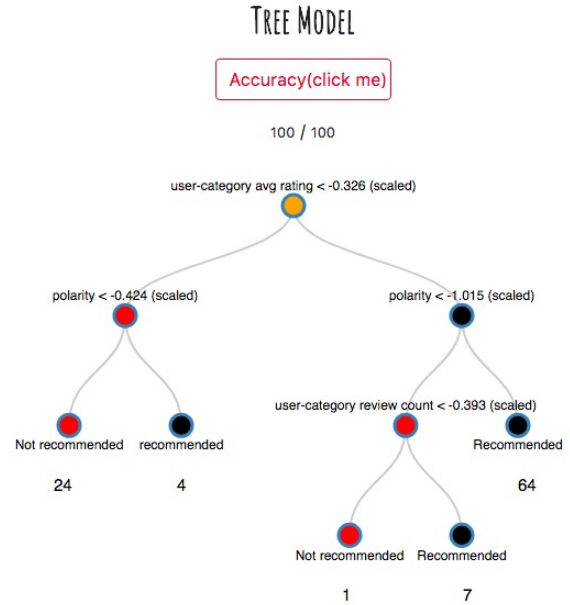 TREE MODEL
Accuracy(click me)
100 / 100
user-category avg rating < -0.326 (scaled)
polarity < -0.424 (scaled)
polarity < -1.015 (scaled)
user-category review count < -0.393 (scaled)
Not recommended
recommended
Recommended
24
4
64
Not recommended
Recommended
1
7